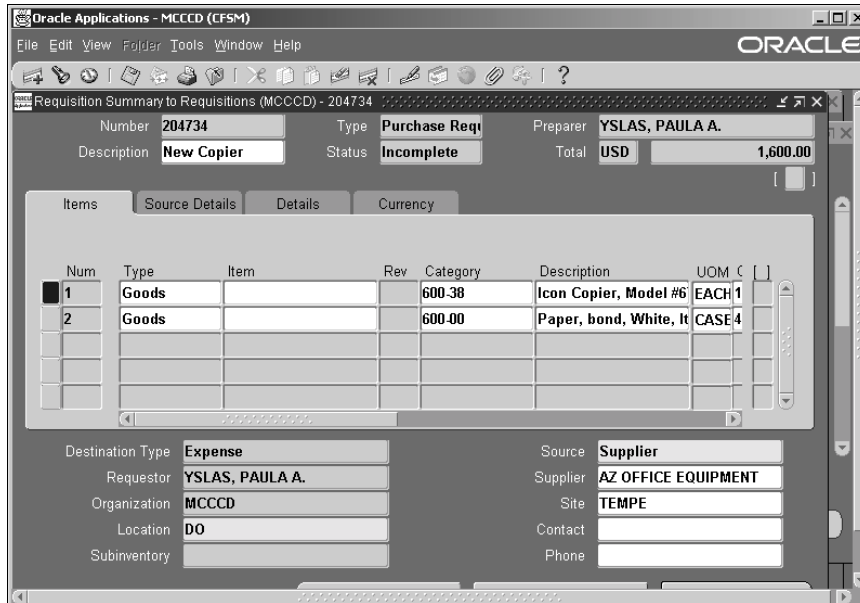 Oracle Applications - MCCCD (CFSM)
File Edit View Folder Tools Window Help
ORACLE
Requisition Summary to Requisitions (MCCCD) - 204734
Number 204734 Type Purchase Requ Preparer YSLAS, PAULA A.
Description New Copier Status Incomplete Total USD 1,600.00
[ ]
Items Source Details Details Currency
Num Type Item Rev Category Description UOM [ ]
1 Goods 600-38 Icon Copier, Model #6 EACH 1
2 Goods 600-00 Paper, bond, White, It CASE 4
Destination Type Expense Source Supplier
Requestor YSLAS, PAULA A. Supplier AZ OFFICE EQUIPMENT
Organization MCCCD Site TEMPE
Location DO Contact
Subinventory Phone